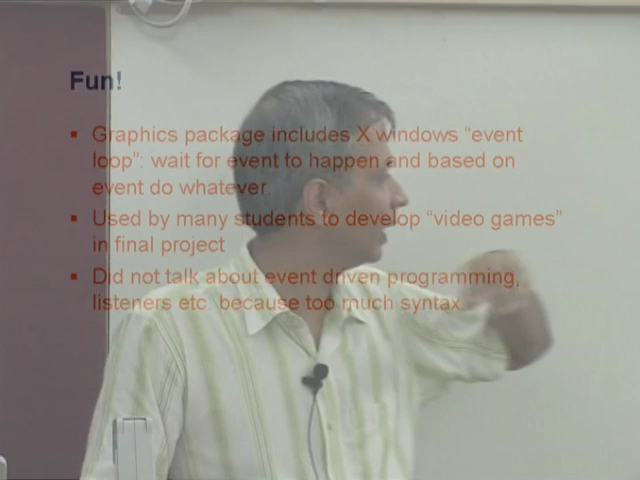 Fun!
▪ Graphics package includes X windows “event
loop”: wait for event to happen and based on
event do whatever.
▪ Used by many students to develop “video games”
in final project
▪ Did not talk about event driven programming,
listeners etc. because too much syntax.